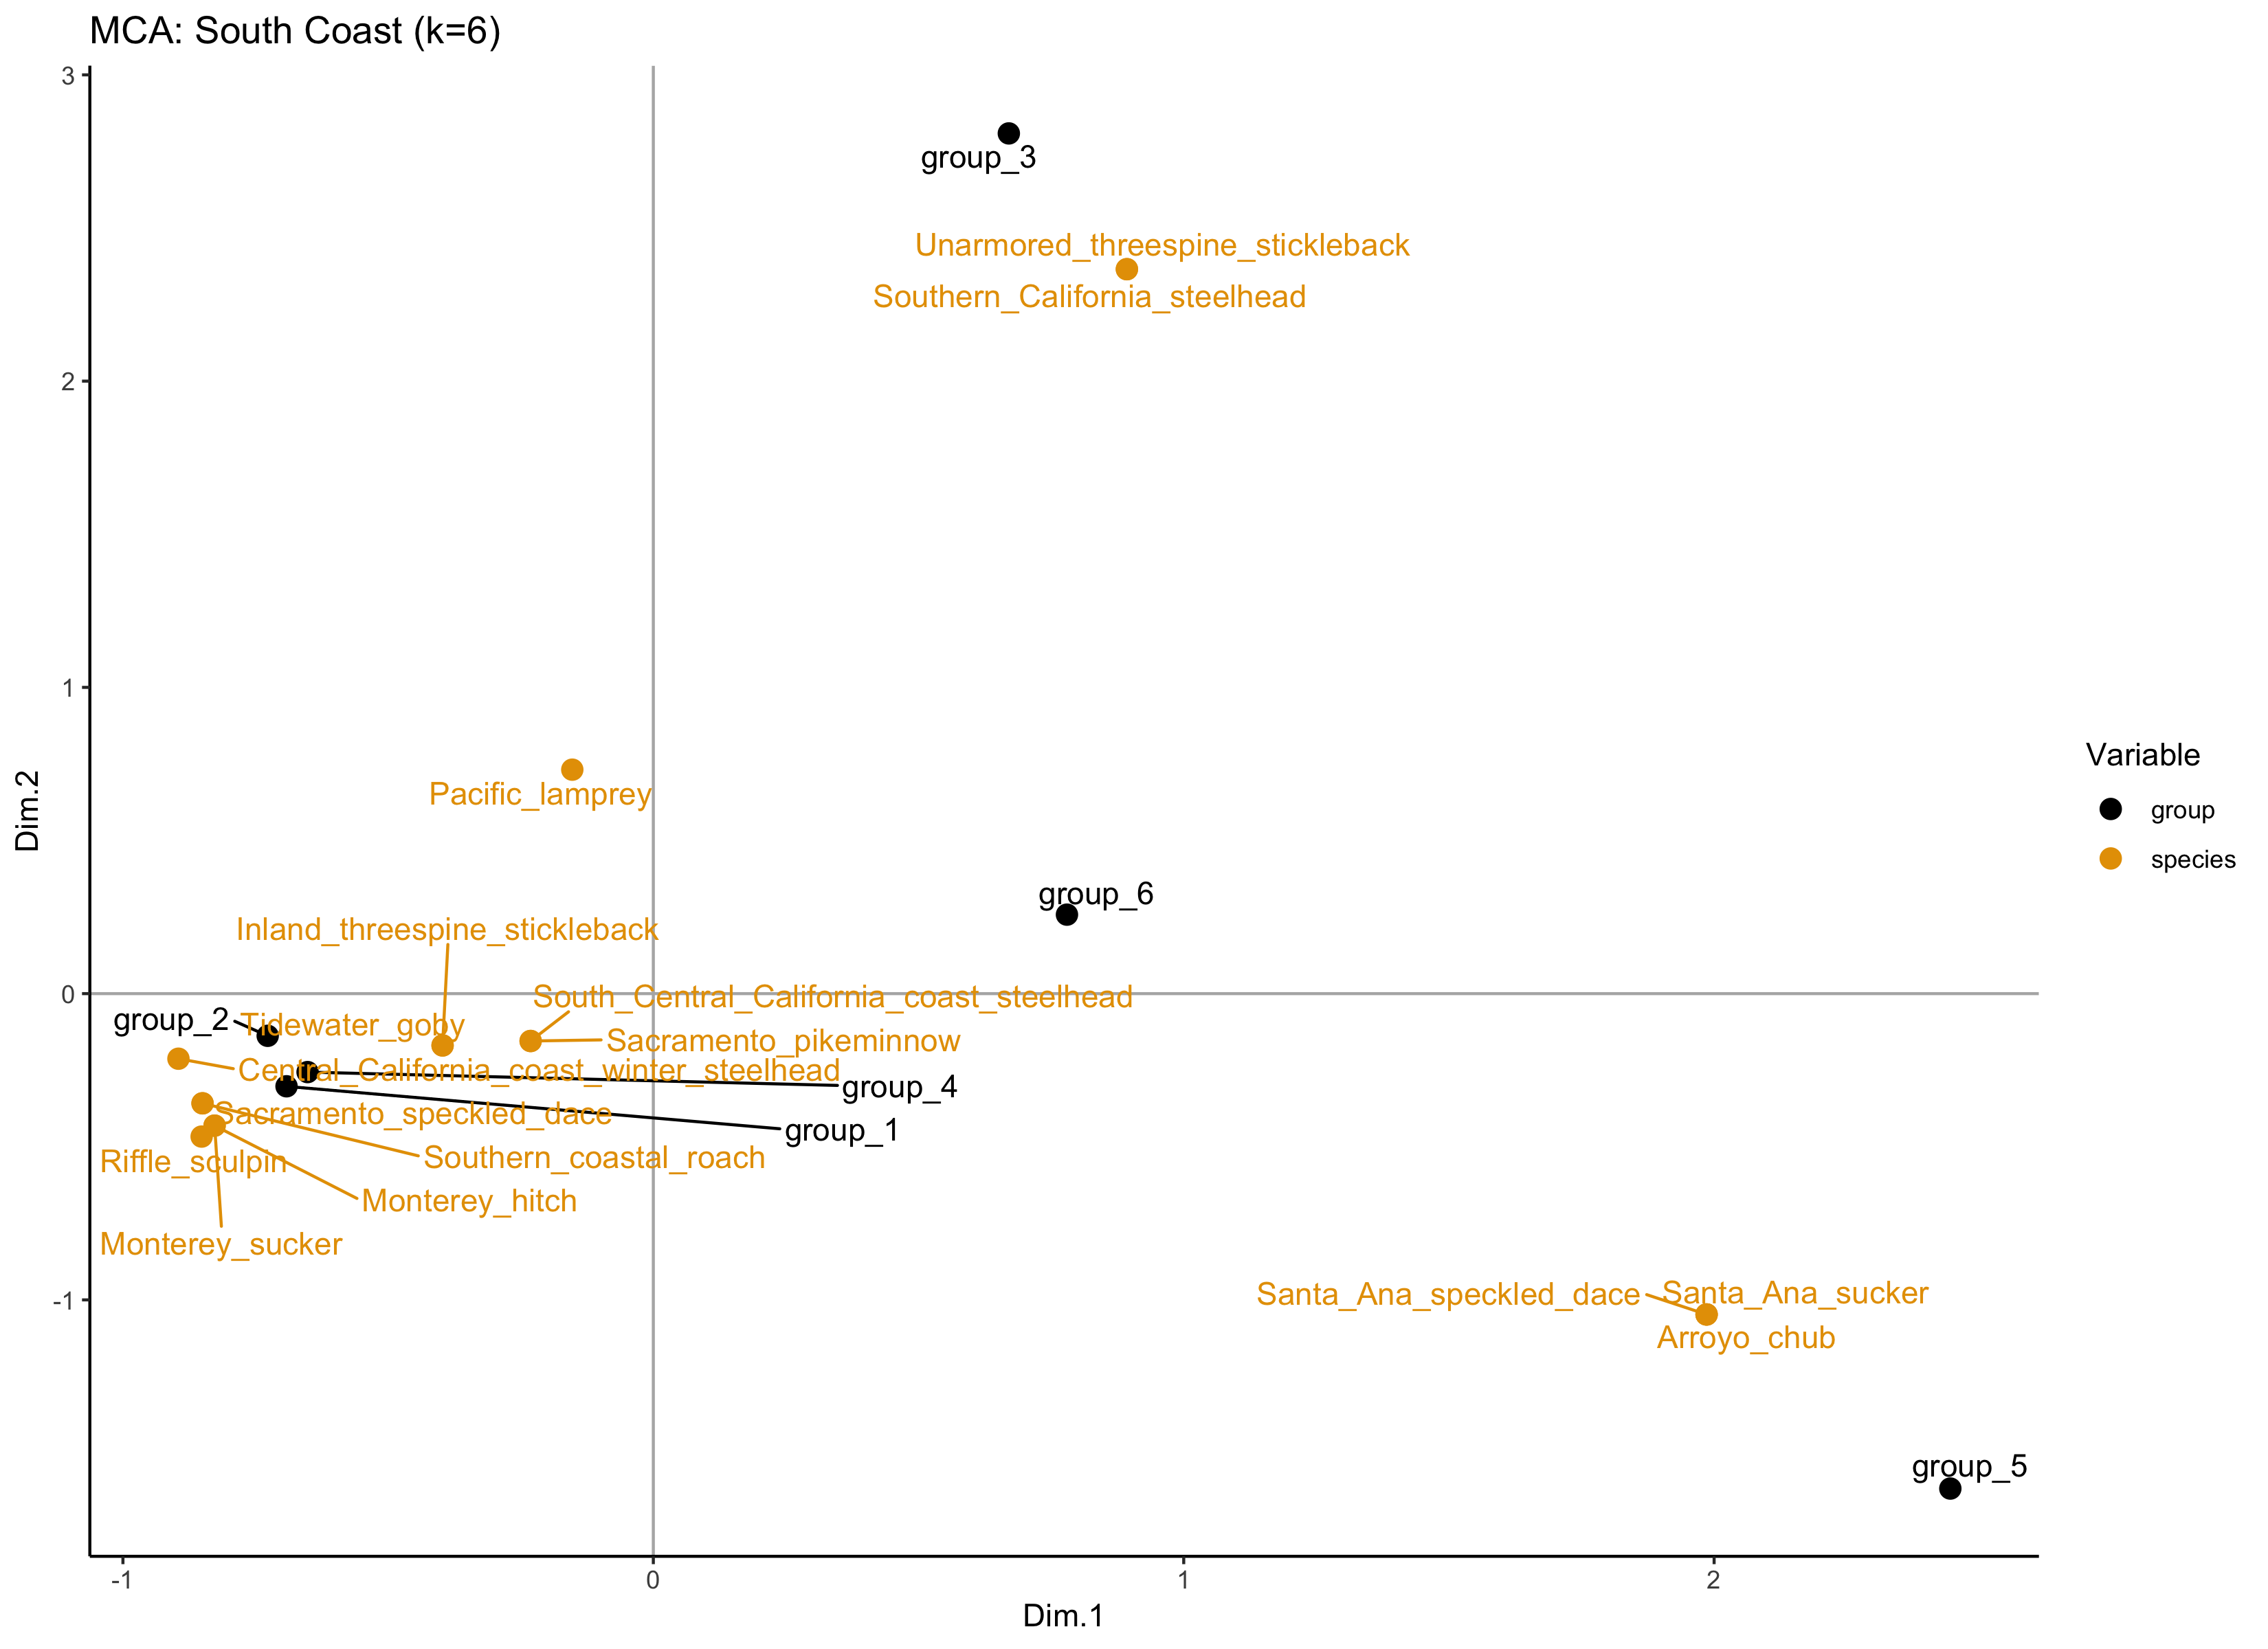 MCA: South Coast (k=6)
3
group_3
Unarmored_threespine_stickleback
Southern_California_steelhead
2
1
Variable
Pacific_lamprey
group
Dim.2
species
group_6
Inland_threespine_stickleback
0
South_Central_California_coast_steelhead
group_2
Tidewater_goby
Sacramento_pikeminnow
Central_California_coast_winter_steelhead
group_4
Sacramento_speckled_dace
group_1
Riffle_sculpin
Southern_coastal_roach
Monterey_hitch
Monterey_sucker
-1
Santa_Ana_speckled_dace
Santa_Ana_sucker
Arroyo_chub
group_5
-1
0
1
2
Dim.1